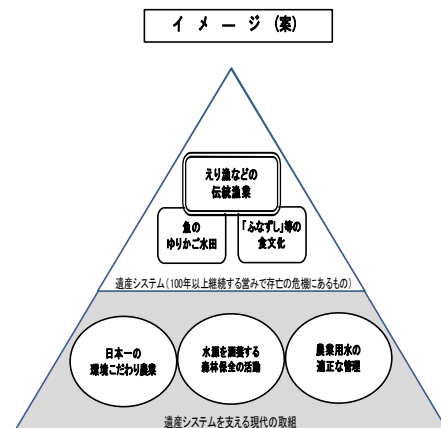 イメージ(案)
えり漁などの
伝統漁業
魚の
ゆりかご水田
「ふなずし」等の
食文化
遺産システム(100年以上継続する営みで存亡の危機にあるもの)
日本一の
環境こだわり農業
水源を涵養する
森林保全の活動
農業用水の
適正な管理
遺産システムを支える現代の取組